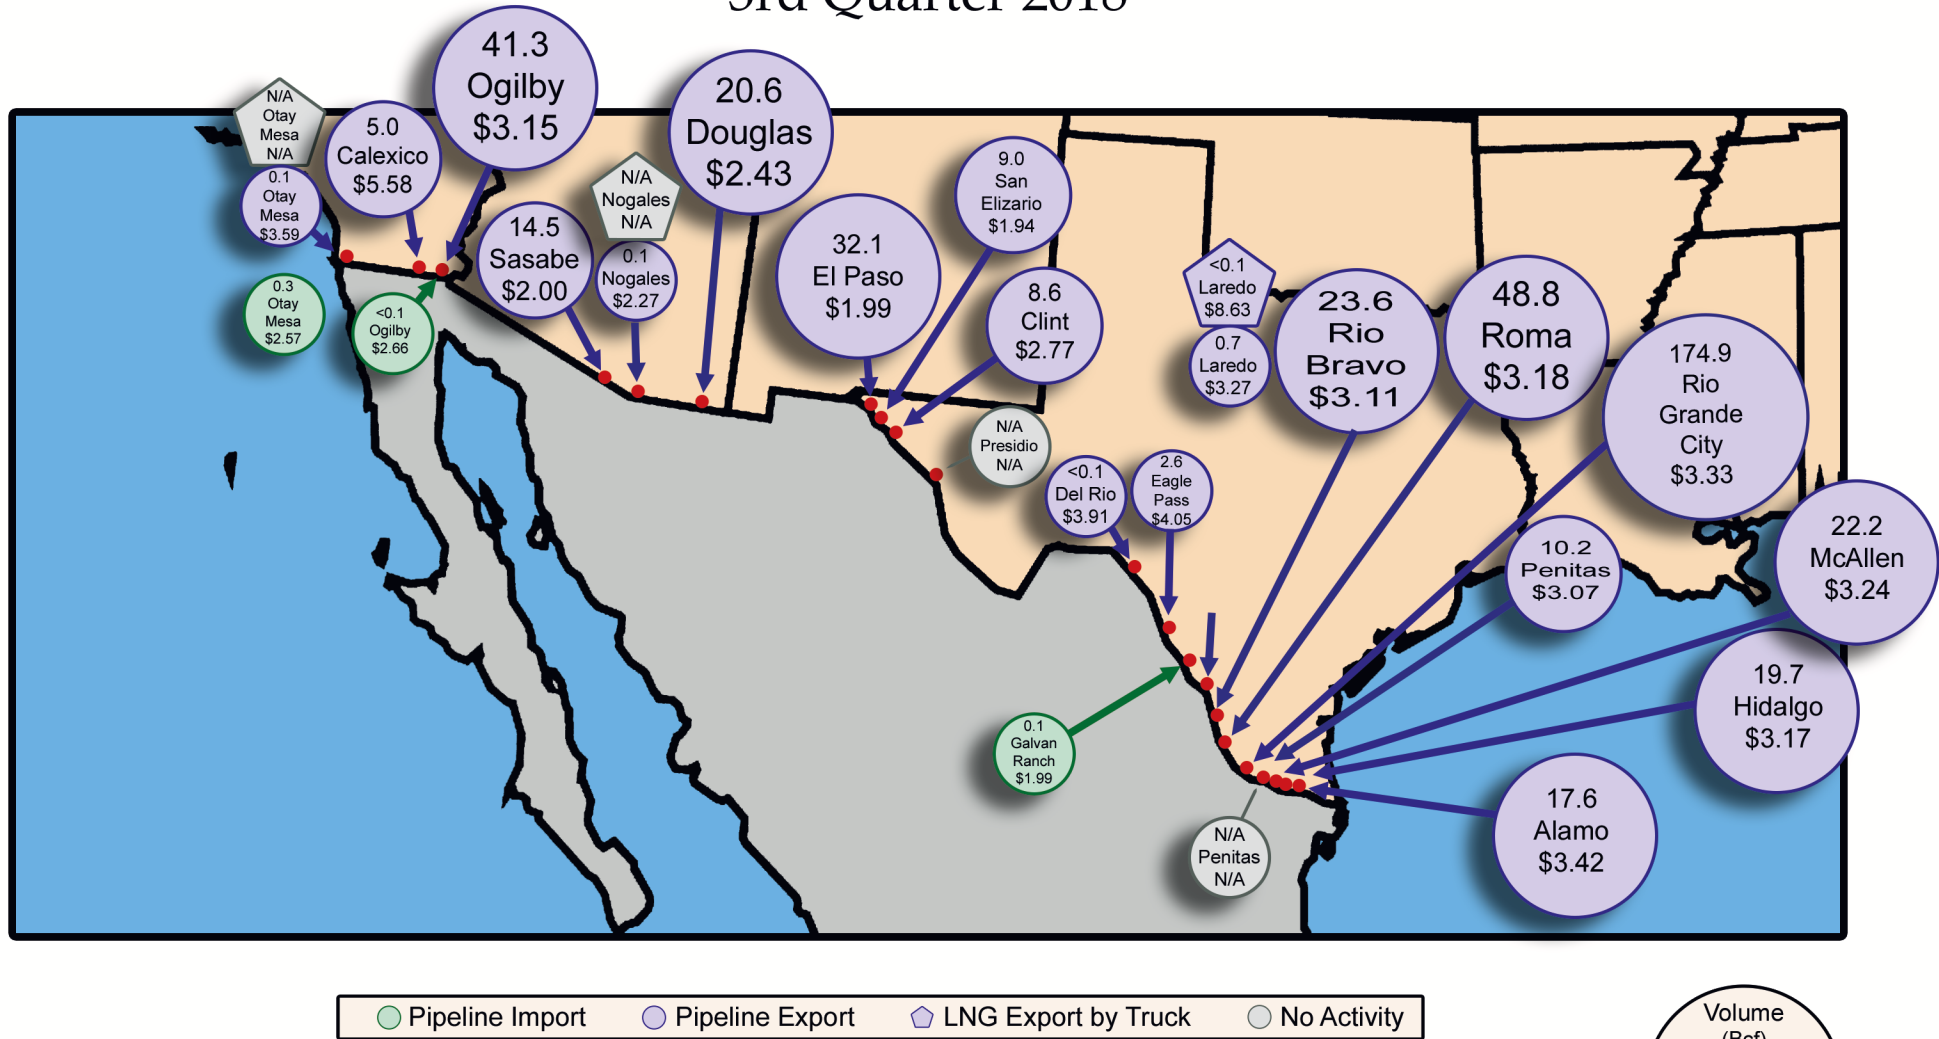 3rd Quarter 2018
N/A
Otay
Mesa
N/A
0.1
Otay
Mesa
$3.59
0.3
Otay
Mesa
$2.57
5.0
Calexico
$5.58
<0.1
Ogilby
$2.66
41.3
Ogilby
$3.15
14.5
Sasabe
$2.00
N/A
Nogales
N/A
0.1
Nogales
$2.27
20.6
Douglas
$2.43
32.1
El Paso
$1.99
9.0
San
Elizario
$1.94
8.6
Clint
$2.77
N/A
Presidio
N/A
<0.1
Del Rio
$3.91
2.6
Eagle
Pass
$4.05
<0.1
Laredo
$8.63
0.7
Laredo
$3.27
23.6
Rio
Bravo
$3.11
48.8
Roma
$3.18
174.9
Rio
Grande
City
$3.33
10.2
Penitas
$3.07
22.2
McAllen
$3.24
19.7
Hidalgo
$3.17
17.6
Alamo
$3.42
0.1
Galvan
Ranch
$1.99
N/A
Penitas
N/A
Pipeline Import
Pipeline Export
LNG Export by Truck
No Activity
Volume
(Bcf)